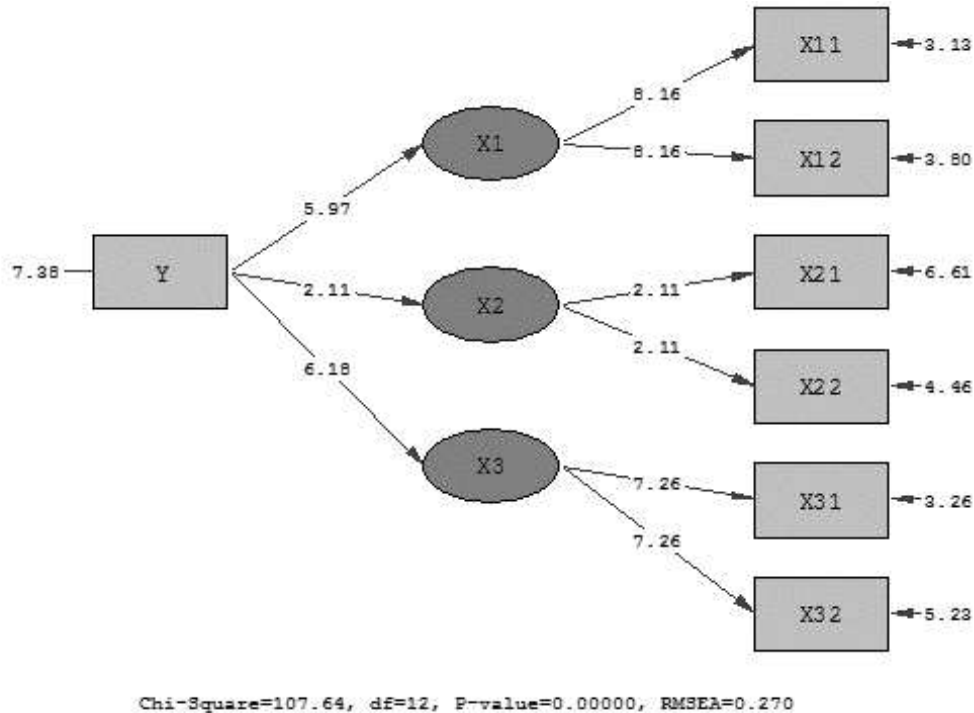 X11
3.13
8.16
X1
8.16
X12
3.80
5.97
7.38
Y
X21
6.61
2.11
2.11
X2
2.11
X22
4.46
6.18
X3
7.26
X31
3.26
7.26
X32
5.23
Chi-Square=107.64, df=12, P-value=0.00000, RMSEA=0.270